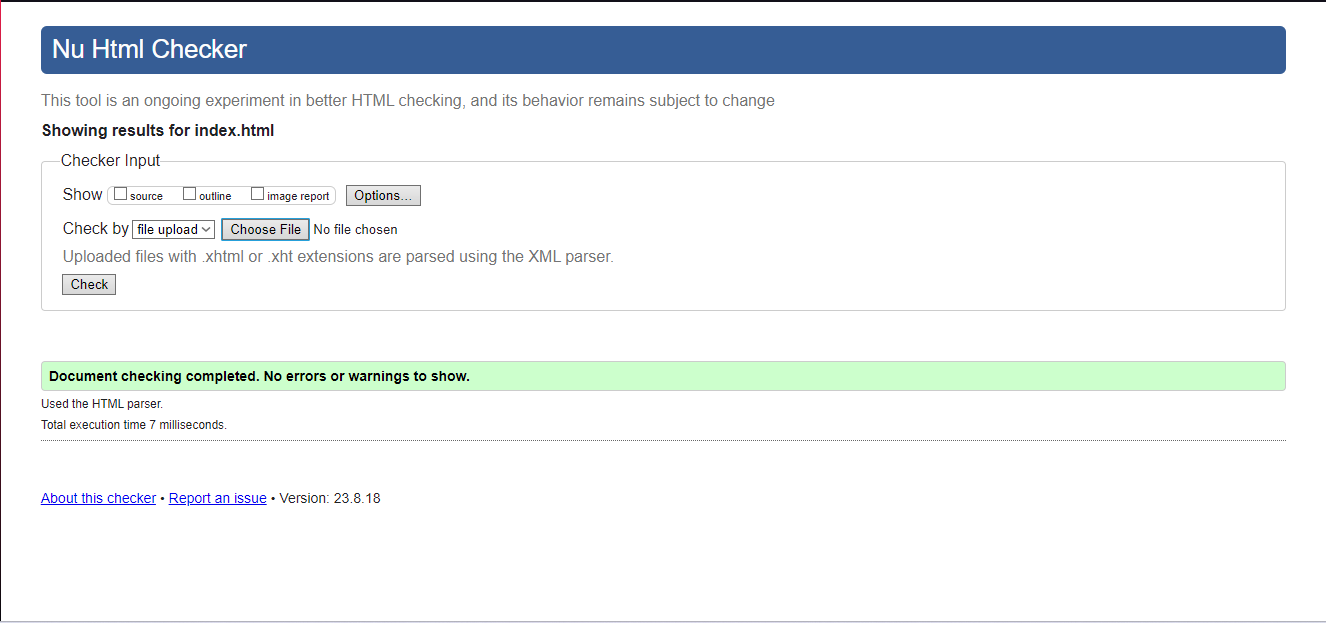 Nu Html Checker
This tool is an ongoing experiment in better HTML checking, and its behavior remains subject to change
Showing results for index.html
Checker Input
Show source outline image report Options...
Check by file upload Choose File No file chosen
Uploaded files with .xhtml or .xht extensions are parsed using the XML parser.
Check
Document checking completed. No errors or warnings to show.
Used the HTML parser.
Total execution time 7 milliseconds.
About this checker • Report an issue • Version: 23.8.18